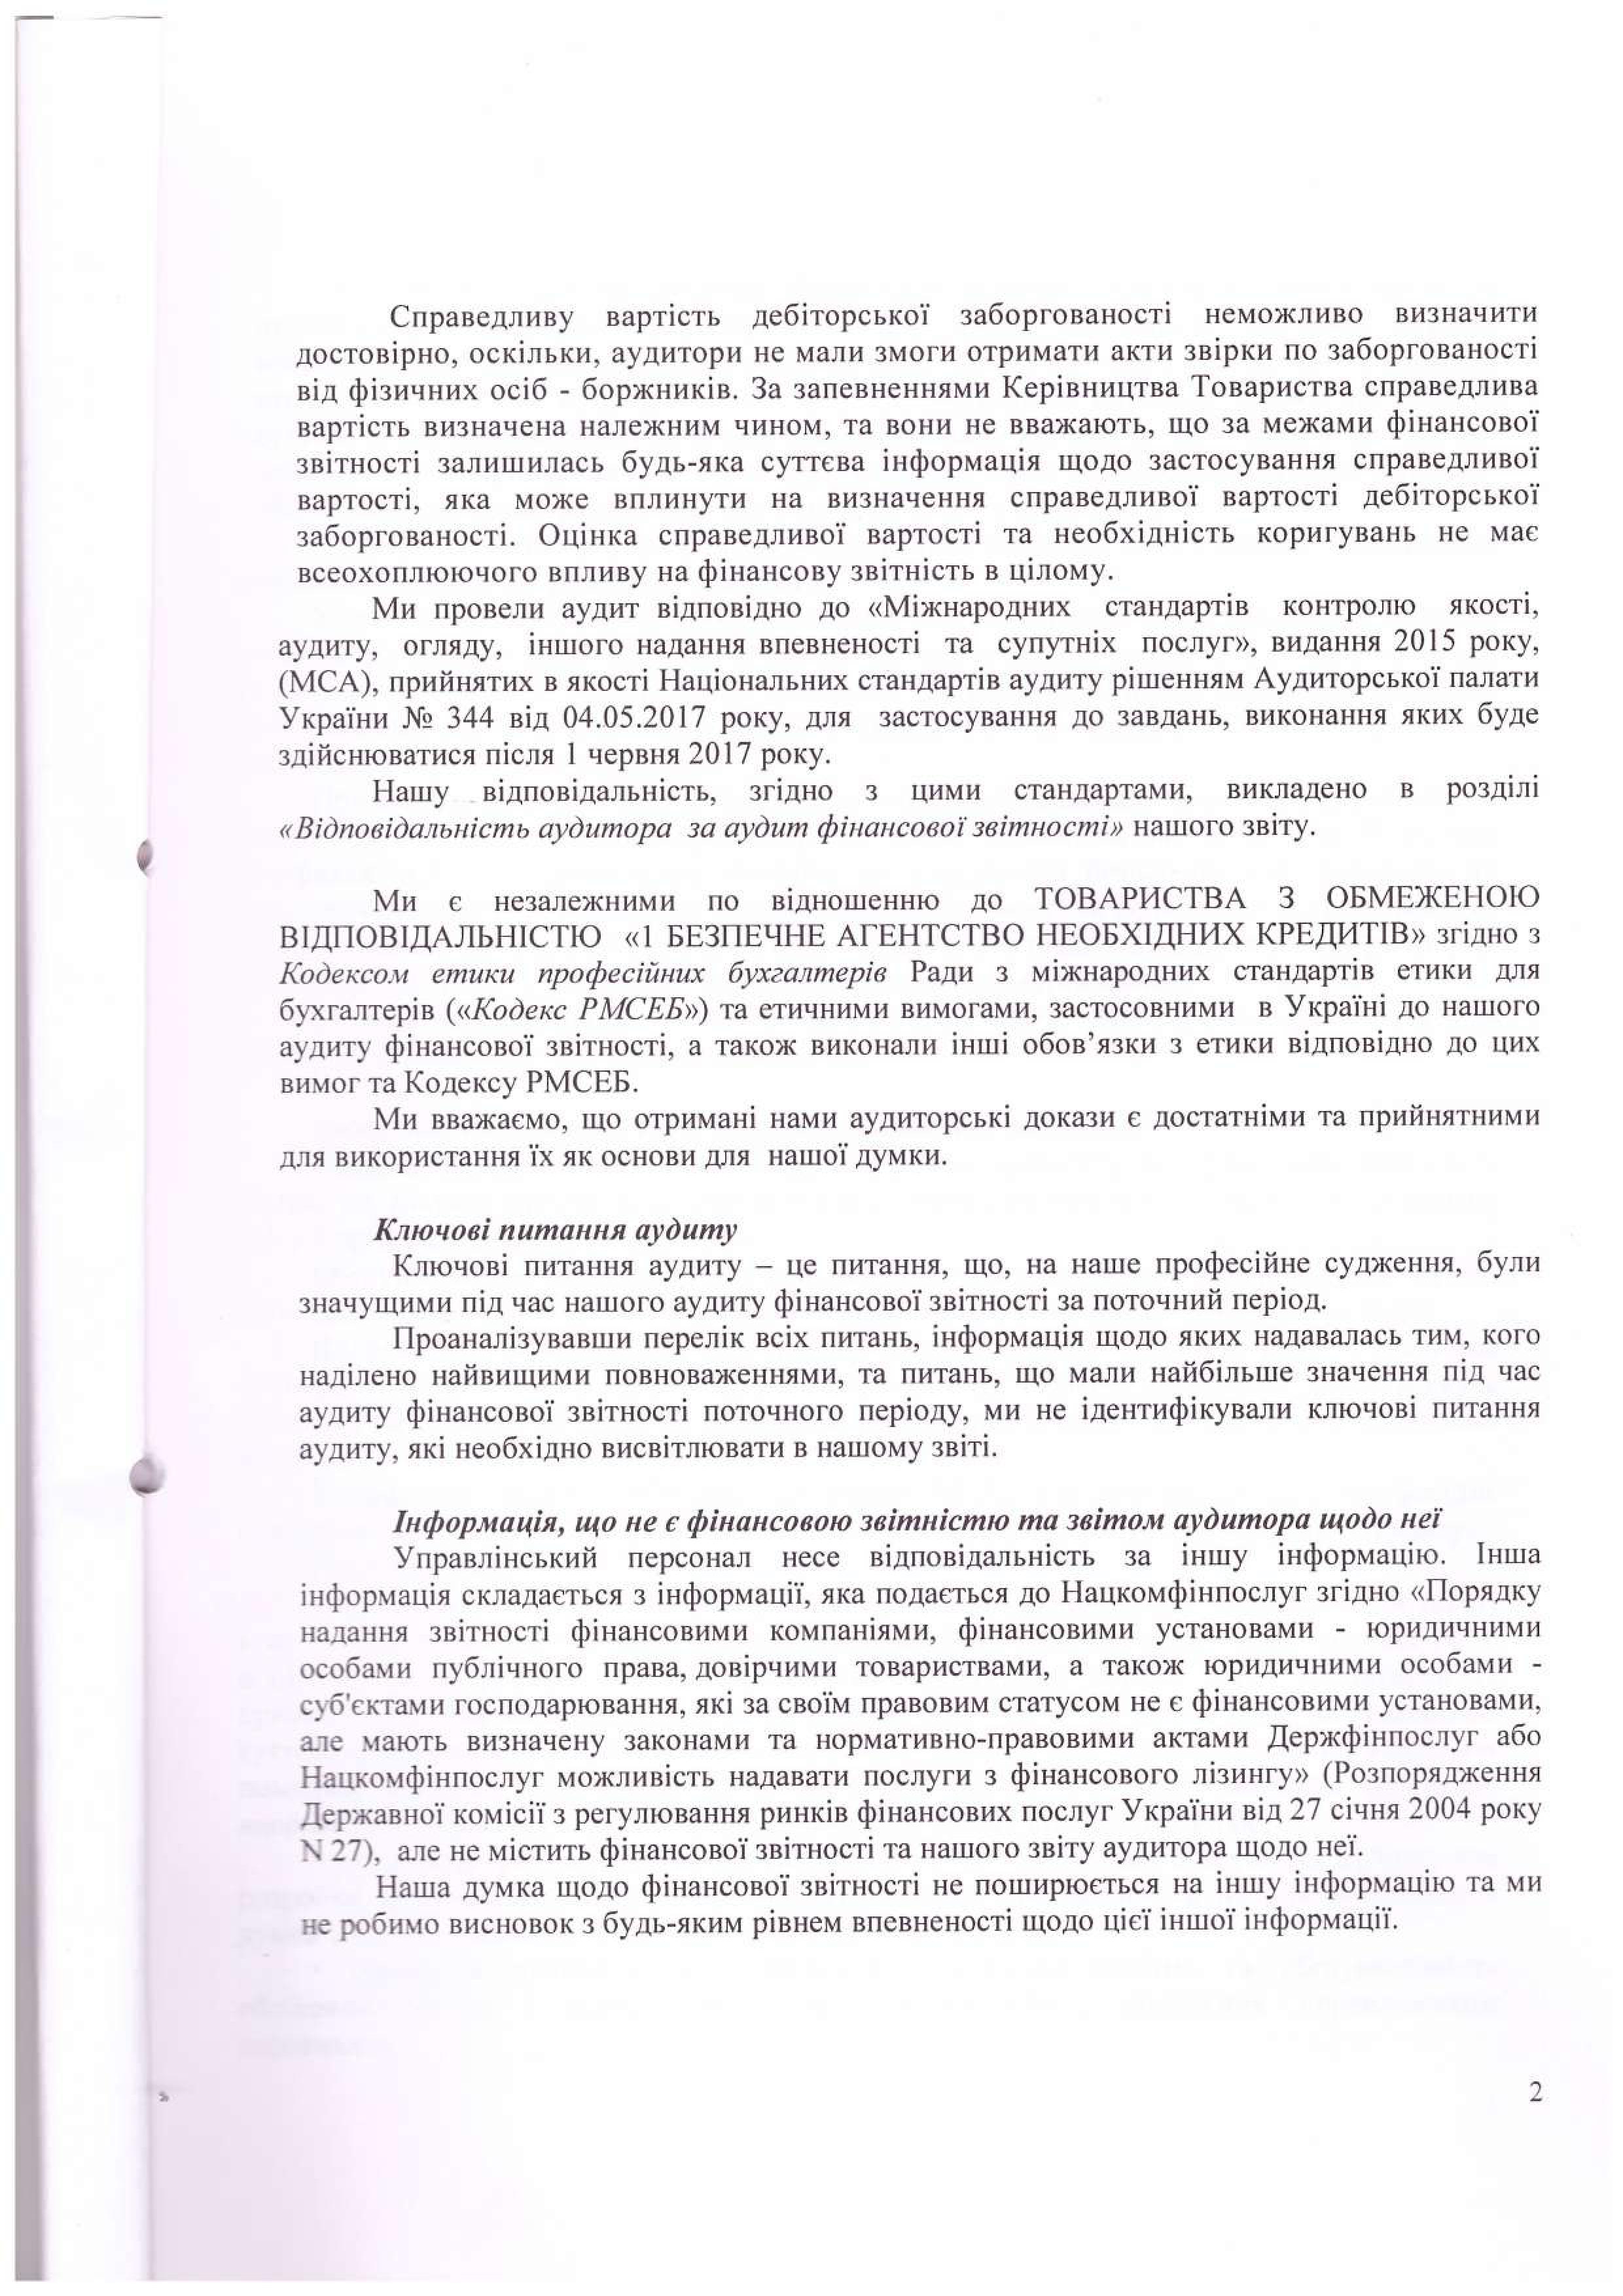 Справедливу вартість дебіторської заборгованості неможливо визначити
достовірно, оскільки, аудитори не мали змоги отримати акти звірки по заборгованості
від фізичних осіб - боржників. За запевненнями Керівництва Товариства справедлива
вартість визначена належним чином, та вони не вважають, що за межами фінансової
звітності залишилась будь-яка суттєва інформація щодо застосування справедливої
вартості, яка може вплинути на визначення справедливої вартості дебіторської
заборгованості. Оцінка справедливої вартості та необхідність коригувань не має
всеохоплюючого впливу на фінансову звітність в цілому.
Ми провели аудит відповідно до «Міжнародних стандартів контролю якості,
аудиту, огляду, іншого надання впевненості та супутніх послуг», видання 2015 року,
(МСА), прийнятих в якості Національних стандартів аудиту рішенням Аудиторської палати
України № 344 від 04.05.2017 року, для застосування до завдань, виконання яких буде
здійснюватися після 1 червня 2017 року.
Нашу відповідальність, згідно з цими стандартами, викладено в розділі
«Відповідальність аудитора за аудит фінансової звітності» нашого звіту.
Ми є незалежними по відношенню до ТОВАРИСТВА З ОБМЕЖЕНОЮ
ВІДПОВІДАЛЬНІСТЮ «1 БЕЗПЕЧНЕ АГЕНТСТВО НЕОБХІДНИХ КРЕДИТІВ» згідно з
Кодексом етики професійних бухгалтерів Ради з міжнародних стандартів етики для
бухгалтерів («Кодекс РМСЕБ») та етичними вимогами, застосовними в Україні до нашого
аудиту фінансової звітності, а також виконали інші обов’язки з етики відповідно до цих
вимог та Кодексу РМСЕБ.
Ми вважаємо, що отримані нами аудиторські докази є достатніми та прийнятними
для використання їх як основи для нашої думки.
Ключові питання аудиту
Ключові питання аудиту – це питання, що, на наше професійне судження, були
значущими під час нашого аудиту фінансової звітності за поточний період.
Проаналізувавши перелік всіх питань, інформація щодо яких надавалась тим, кого
наділено найвищими повноваженнями, та питань, що мали найбільше значення під час
аудиту фінансової звітності поточного періоду, ми не ідентифікували ключові питання
аудиту, які необхідно висвітлювати в нашому звіті.
Інформація, що не є фінансовою звітністю та звітом аудитора щодо неї
Управлінський персонал несе відповідальність за іншу інформацію. Інша
інформація складається з інформації, яка подається до Нацкомфінпослуг згідно «Порядку
надання звітності фінансовими компаніями, фінансовими установами - юридичними
особами публічного права, довірчими товариствами, а також юридичними особами -
суб'єктами господарювання, які за своїм правовим статусом не є фінансовими установами,
але мають визначену законами та нормативно-правовими актами Держфінпослуг або
Нацкомфінпослуг можливість надавати послуги з фінансового лізингу» (Розпорядження
Державної комісії з регулювання ринків фінансових послуг України від 27 січня 2004 року
N 27), але не містить фінансової звітності та нашого звіту аудитора щодо неї.
Наша думка щодо фінансової звітності не поширюється на іншу інформацію та ми
не робимо висновок з будь-яким рівнем впевненості щодо цієї іншої інформації.
2